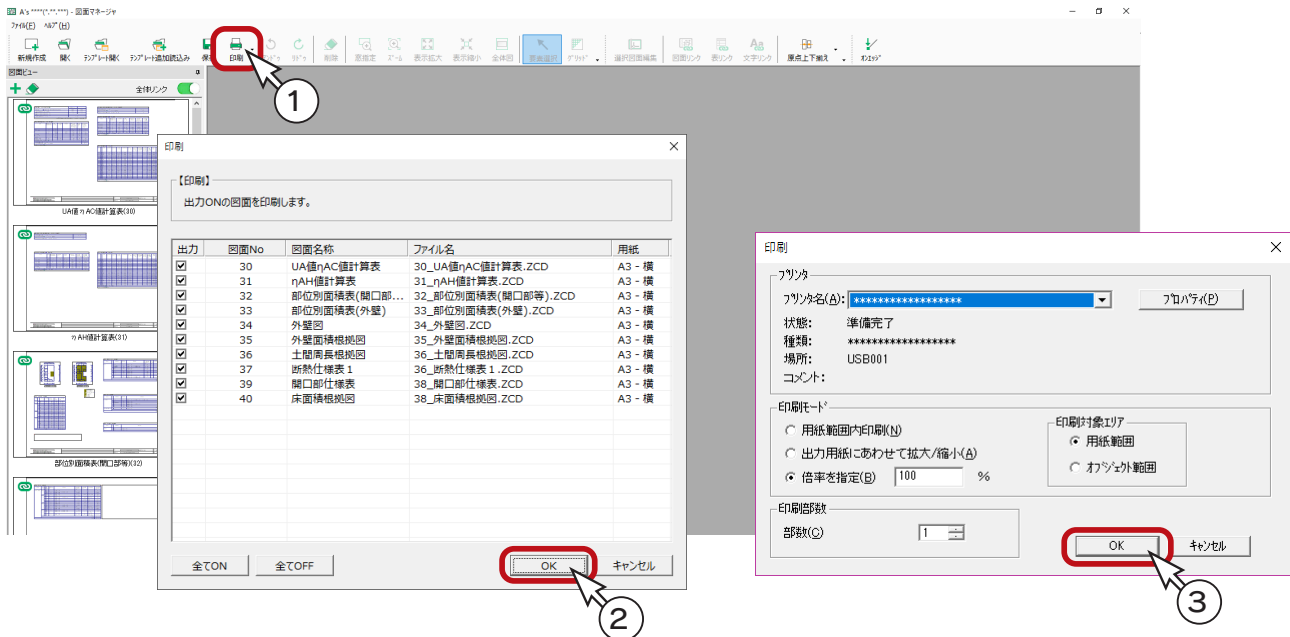 A's ****(*.**.***) - 図面マネージャ
ファイル(F) ヘルプ(H)
新規作成 開く テンプレート開く テンプレート追加読込み 保存 印刷 リドゥ 削除 窓指定 ズーム 表示拡大 表示縮小 全体図 要素選択 グリッド 選択図面編集 図面リンク 表リンク 文字リンク 原点上下揃え オンエッジ
図面ビュー
全体リンク
UA値ηAC値計算表(30)
ηAH値計算表(31)
部位別面積表(開口部等)(32)
1
印刷
【印刷】
出力ONの図面を印刷します。
出力 図面No 図面名称 ファイル名 用紙
30 UA値ηAC値計算表 30_UA値ηAC値計算表.ZCD A3 - 横
31 ηAH値計算表 31_ηAH値計算表.ZCD A3 - 横
32 部位別面積表(開口部... 32_部位別面積表(開口部等).ZCD A3 - 横
33 部位別面積表(外壁) 33_部位別面積表(外壁).ZCD A3 - 横
34 外壁図 34_外壁図.ZCD A3 - 横
35 外壁面積根拠図 35_外壁面積根拠図.ZCD A3 - 横
36 土間周長根拠図 36_土間周長根拠図.ZCD A3 - 横
37 断熱仕様表１ 36_断熱仕様表１.ZCD A3 - 横
39 開口部仕様表 38_開口部仕様表.ZCD A3 - 横
40 床面積根拠図 38_床面積根拠図.ZCD A3 - 横
全てON 全てOFF OK キャンセル
2
印刷
プリンタ
プリンタ名(A): ****************** プロパティ(P)
状態: 準備完了
種類: ******************
場所: USB001
コメント:
印刷モード
用紙範囲内印刷(N)
出力用紙にあわせて拡大/縮小(A)
倍率を指定(B) 100 %
印刷対象エリア
用紙範囲
オブジェクト範囲
印刷部数
部数(C) 1
OK キャンセル
3